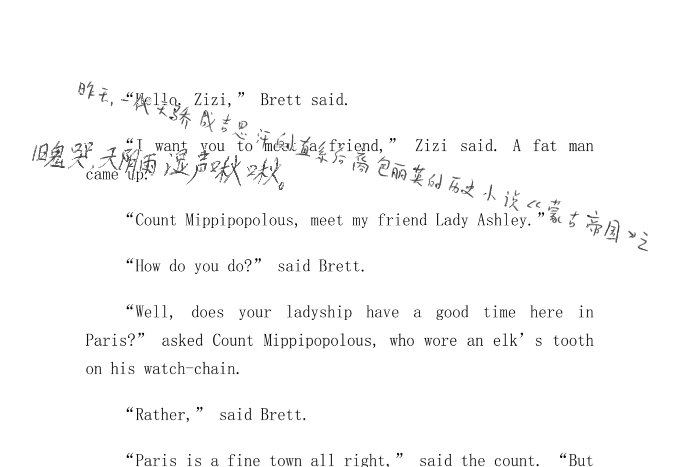 昨天,一代天骄成吉思汗的直系后裔包丽英的历史小说《蒙古帝国》之
“Hello, Zizi,” Brett said.
“I want you to meet a friend,” Zizi said. A fat man
旧鬼哭,天阴雨湿声啾啾。
came up.
“Count Mippipopolous, meet my friend Lady Ashley.”
“How do you do?” said Brett.
“Well, does your ladyship have a good time here in
Paris?” asked Count Mippipopolous, who wore an elk’s tooth
on his watch-chain.
“Rather,” said Brett.
“Paris is a fine town all right,” said the count. “But